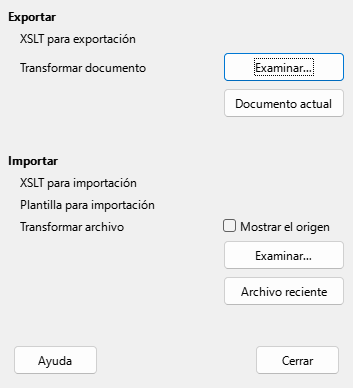 Exportar
XSLT para exportación
Transformar documento
Examinar...
Documento actual
Importar
XSLT para importación
Plantilla para importación
Transformar archivo
Mostrar el origen
Examinar...
Archivo reciente
Ayuda
Cerrar